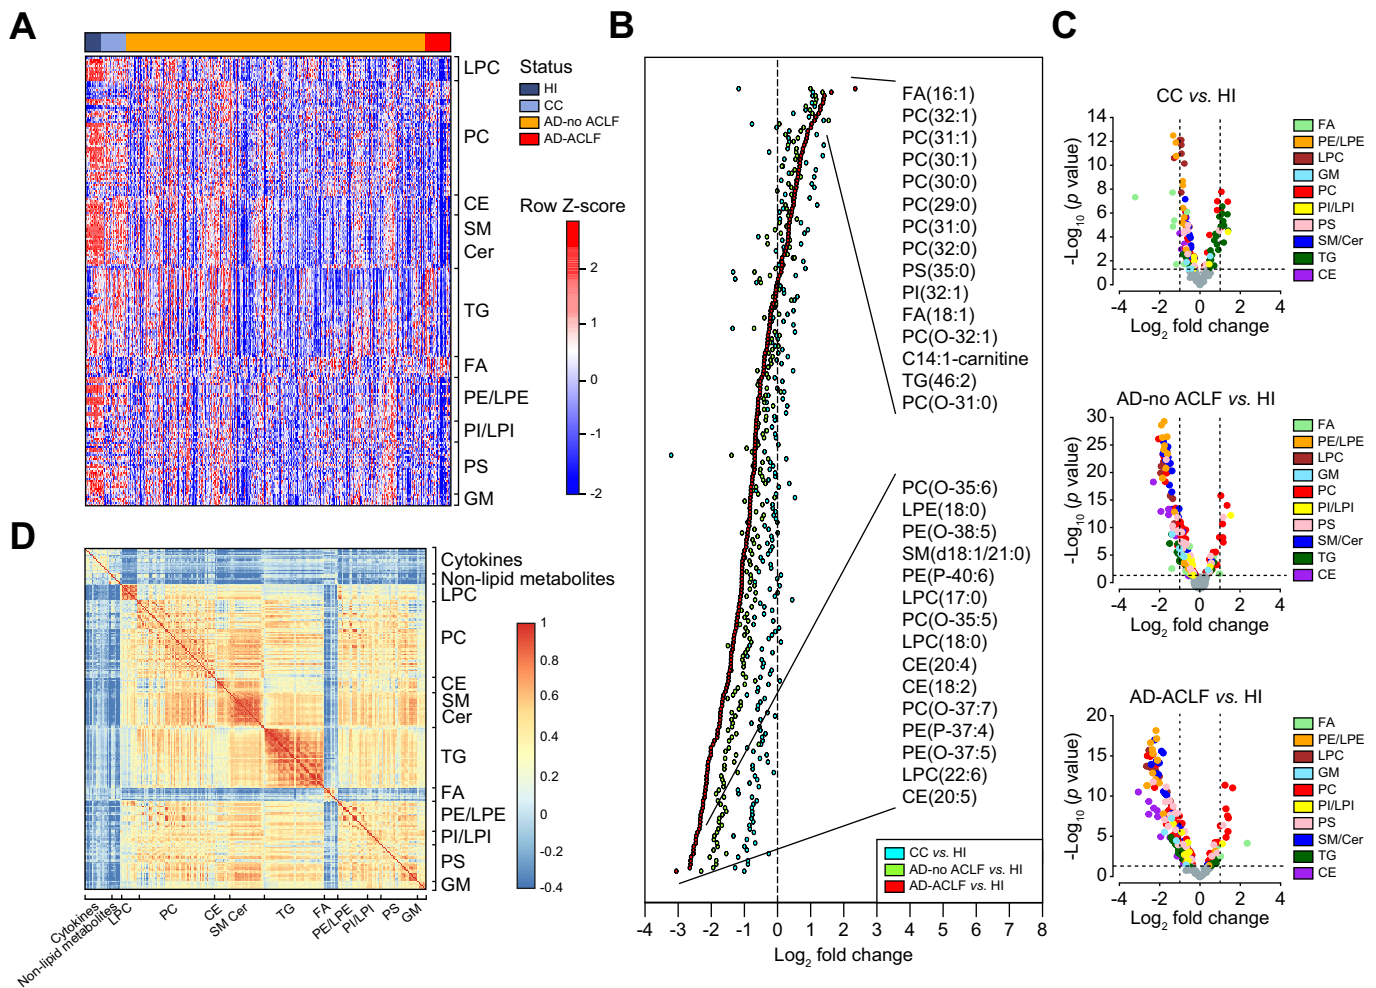 A
Status
HI
CC
AD-no ACLF
AD-ACLF
LPC
PC
CE
SM
Cer
TG
FA
PE/LPE
PI/LPI
PS
GM
Row Z-score
2
1
0
-1
-2
B
FA(16:1)
PC(32:1)
PC(31:1)
PC(30:1)
PC(30:0)
PC(29:0)
PC(31:0)
PC(32:0)
PS(35:0)
PI(32:1)
FA(18:1)
PC(O-32:1)
C14:1-carnitine
TG(46:2)
PC(O-31:0)
PC(O-35:6)
LPE(18:0)
PE(O-38:5)
SM(d18:1/21:0)
PE(P-40:6)
LPC(17:0)
PC(O-35:5)
LPC(18:0)
CE(20:4)
CE(18:2)
PC(O-37:7)
PE(P-37:4)
PE(O-37:5)
LPC(22:6)
CE(20:5)
CC vs. HI
AD-no ACLF vs. HI
AD-ACLF vs. HI
-4 -3 -2 -1 0 1 2 3 4 5 6 7 8
Log2 fold change
C
CC vs. HI
-Log10 (p value)
14
12
10
8
6
4
2
0
-4 -2 0 2 4
Log2 fold change
FA
PE/LPE
LPC
GM
PC
PI/LPI
PS
SM/Cer
TG
CE
AD-no ACLF vs. HI
-Log10 (p value)
30
25
20
15
10
5
0
-4 -2 0 2 4
Log2 fold change
FA
PE/LPE
LPC
GM
PC
PI/LPI
PS
SM/Cer
TG
CE
AD-ACLF vs. HI
-Log10 (p value)
20
15
10
5
0
-4 -2 0 2 4
Log2 fold change
FA
PE/LPE
LPC
GM
PC
PI/LPI
PS
SM/Cer
TG
CE
D
Cytokines
Non-lipid metabolites
LPC
PC
CE
SM
Cer
TG
FA
PE/LPE
PI/LPI
PS
GM
1
0.8
0.6
0.4
0.2
0
-0.2
-0.4
Cytokines
Non-lipid metabolites
LPC
PC
CE
SM Cer
TG
FA
PE/LPE
PI/LPI
PS
GM